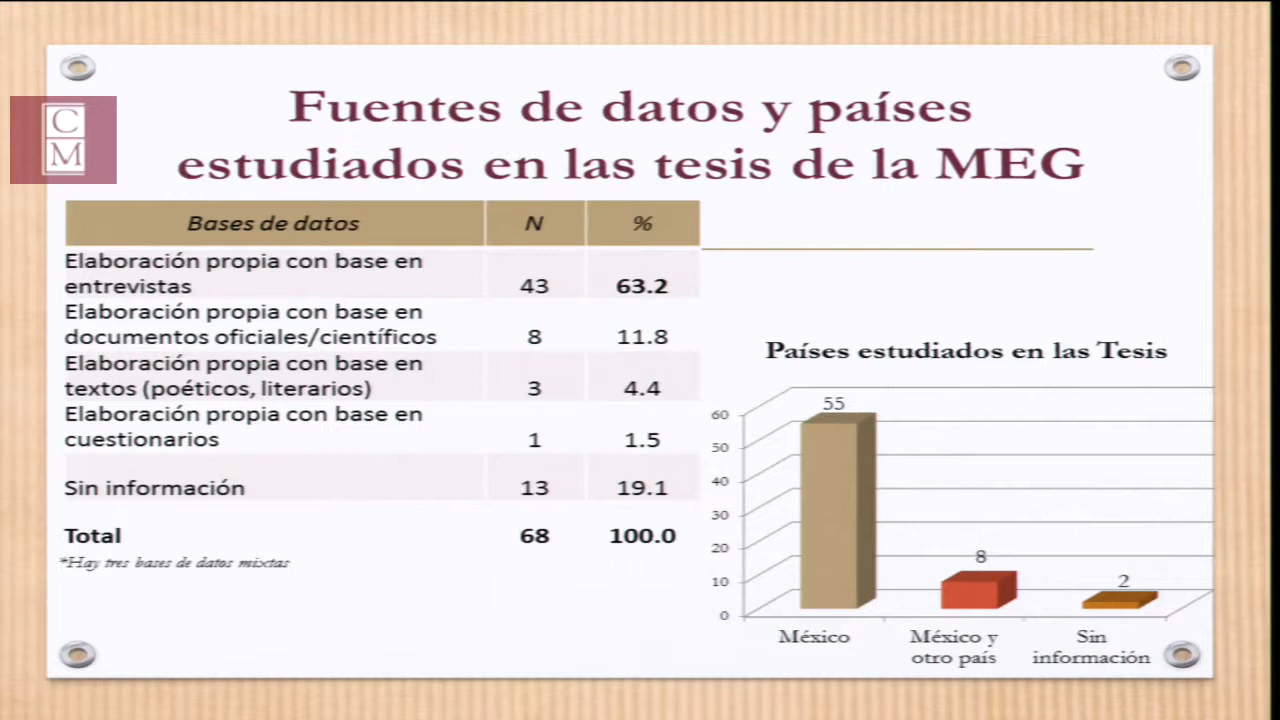 Fuentes de datos y países
estudiados en las tesis de la MEG
C
M
Bases de datos N %
Elaboración propia con base en
entrevistas 43 63.2
Elaboración propia con base en
documentos oficiales/científicos 8 11.8
Elaboración propia con base en
textos (poéticos, literarios) 3 4.4
Elaboración propia con base en
cuestionarios 1 1.5
Sin información 13 19.1
Total 68 100.0
*Hay tres bases de datos mixtas
Países estudiados en las Tesis
60
50
40
30
20
10
0
55
8
2
México
México y
otro país
Sin
información